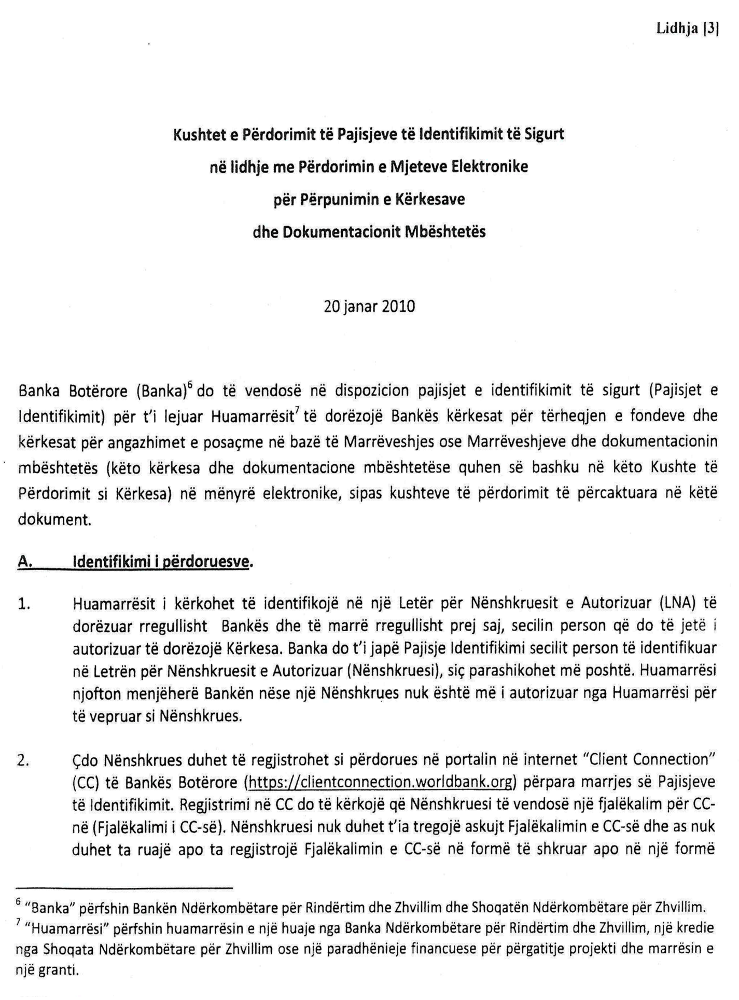 Lidhja |3|
Kushtet e Përdorimit të Pajisjeve të Identifikimit të Sigurt
në lidhje me Përdorimin e Mjeteve Elektronike
për Përpunimin e Kërkesave
dhe Dokumentacionit Mbështetës
20 janar 2010
Banka Botërore (Banka)⁶ do të vendosë në dispozicion pajisjet e identifikimit të sigurt (Pajisjet e
Identifikimit) për t’i lejuar Huamarrësit⁷ të dorëzojë Bankës kërkesat për tërheqjen e fondeve dhe
kërkesat për angazhimet e posaçme në bazë të Marrëveshjes ose Marrëveshjeve dhe dokumentacionin
mbështetës (këto kërkesa dhe dokumentacione mbështetëse quhen së bashku në këto Kushte të
Përdorimit si Kërkesa) në mënyrë elektronike, sipas kushteve të përdorimit të përcaktuara në këtë
dokument.
A. Identifikimi i përdoruesve.
1. Huamarrësit i kërkohet të identifikojë në një Letër për Nënshkruesit e Autorizuar (LNA) të
dorëzuar rregullisht Bankës dhe të marrë rregullisht prej saj, secilin person që do të jetë i
autorizuar të dorëzojë Kërkesa. Banka do t’i japë Pajisje Identifikimi secilit person të identifikuar
në Letrën për Nënshkruesit e Autorizuar (Nënshkruesi), siç parashikohet më poshtë. Huamarrësi
njofton menjëherë Bankën nëse një Nënshkrues nuk është më i autorizuar nga Huamarrësi për
të vepruar si Nënshkrues.
2. Çdo Nënshkrues duhet të regjistrohet si përdorues në portalin në internet “Client Connection”
(CC) të Bankës Botërore (https://clientconnection.worldbank.org) përpara marrjes së Pajisjeve
të Identifikimit. Regjistrimi në CC do të kërkojë që Nënshkruesi të vendosë një fjalëkalim për CC-
në (Fjalëkalimi i CC-së). Nënshkruesi nuk duhet t’ia tregojë askujt Fjalëkalimin e CC-së dhe as nuk
duhet ta ruajë apo ta regjistrojë Fjalëkalimin e CC-së në formë të shkruar apo në një formë
⁶ “Banka” përfshin Bankën Ndërkombëtare për Rindërtim dhe Zhvillim dhe Shoqatën Ndërkombëtare për Zhvillim.
⁷ “Huamarrësi” përfshin huamarrësin e një huaje nga Banka Ndërkombëtare për Rindërtim dhe Zhvillim, një kredie
nga Shoqata Ndërkombëtare për Zhvillim ose një paradhënieje financuese për përgatitje projekti dhe marrësin e
një granti.